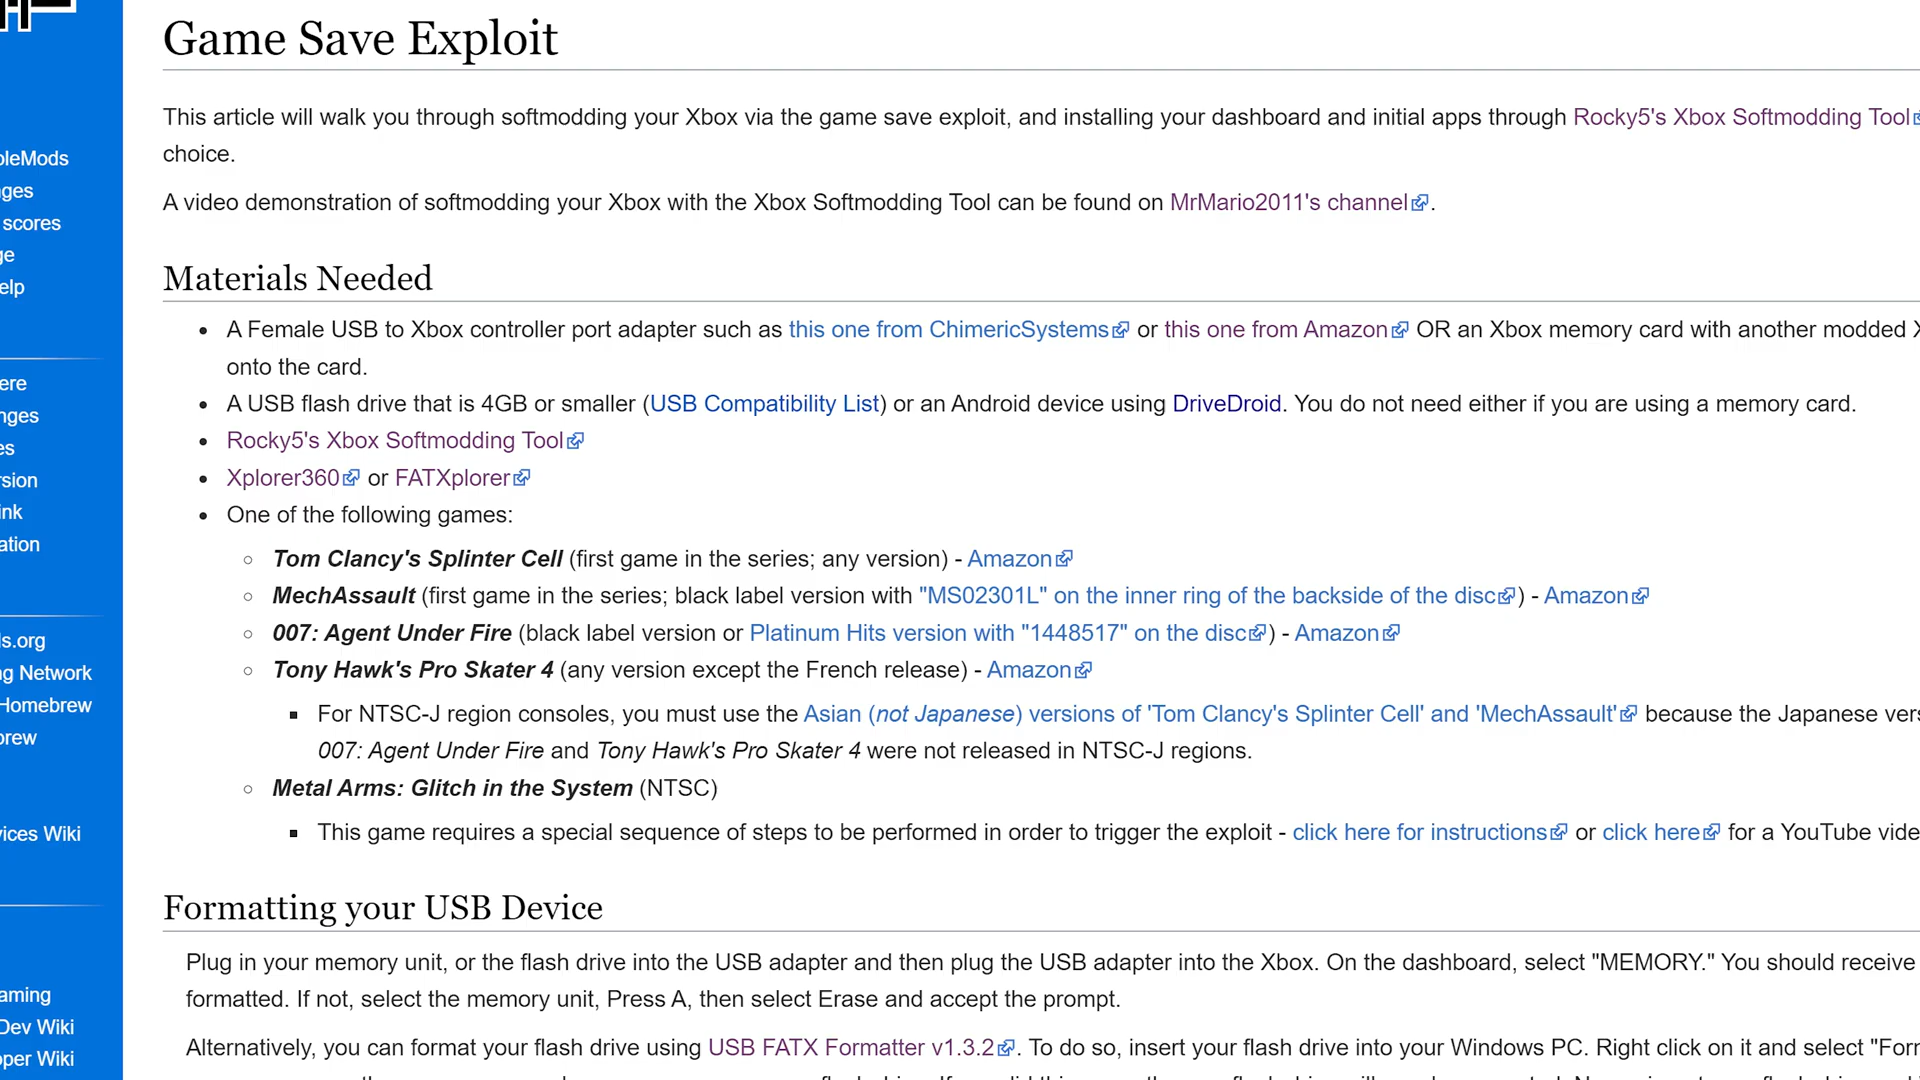 Game Save Exploit
This article will walk you through softmodding your Xbox via the game save exploit, and installing your dashboard and initial apps through Rocky5's Xbox Softmodding Tool
choice.
A video demonstration of softmodding your Xbox with the Xbox Softmodding Tool can be found on MrMario2011's channel.
Materials Needed
A Female USB to Xbox controller port adapter such as this one from ChimericSystems or this one from Amazon OR an Xbox memory card with another modded X
onto the card.
A USB flash drive that is 4GB or smaller (USB Compatibility List) or an Android device using DriveDroid. You do not need either if you are using a memory card.
Rocky5's Xbox Softmodding Tool
Xplorer360 or FATXplorer
One of the following games:
Tom Clancy's Splinter Cell (first game in the series; any version) - Amazon
MechAssault (first game in the series; black label version with "MS02301L" on the inner ring of the backside of the disc) - Amazon
007: Agent Under Fire (black label version or Platinum Hits version with "1448517" on the disc) - Amazon
Tony Hawk's Pro Skater 4 (any version except the French release) - Amazon
For NTSC-J region consoles, you must use the Asian (not Japanese) versions of 'Tom Clancy's Splinter Cell' and 'MechAssault' because the Japanese vers
007: Agent Under Fire and Tony Hawk's Pro Skater 4 were not released in NTSC-J regions.
Metal Arms: Glitch in the System (NTSC)
This game requires a special sequence of steps to be performed in order to trigger the exploit - click here for instructions or click here for a YouTube vide
Formatting your USB Device
Plug in your memory unit, or the flash drive into the USB adapter and then plug the USB adapter into the Xbox. On the dashboard, select "MEMORY." You should receive
formatted. If not, select the memory unit, Press A, then select Erase and accept the prompt.
Alternatively, you can format your flash drive using USB FATX Formatter v1.3.2. To do so, insert your flash drive into your Windows PC. Right click on it and select "For
oleMods
ges
scores
ge
elp
ere
nges
es
rsion
ink
ation
ds.org
ng Network
Homebrew
brew
vices Wiki
aming
Dev Wiki
oper Wiki